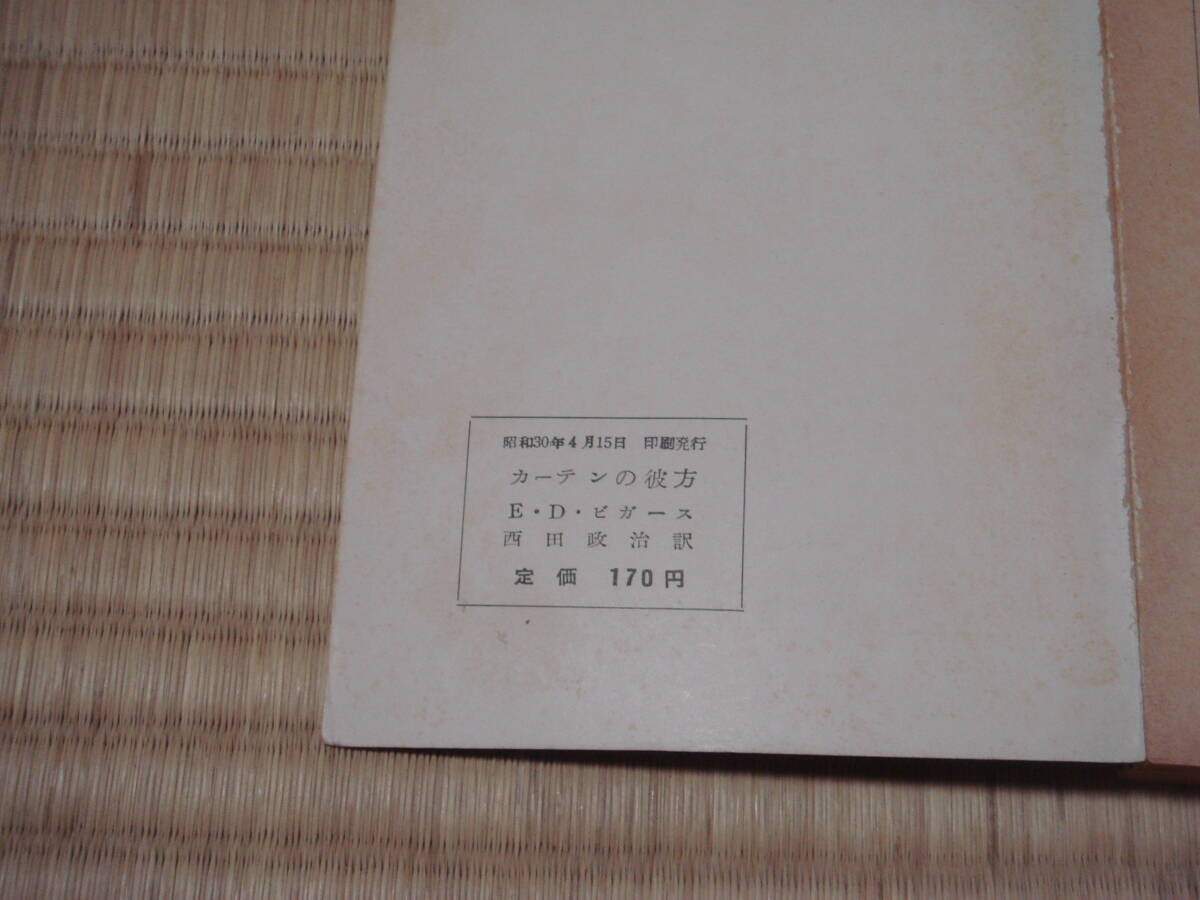 昭和30年4月15日 印刷発行
カーテンの彼方
E・D・ビガース
西田政治訳
定価 170円